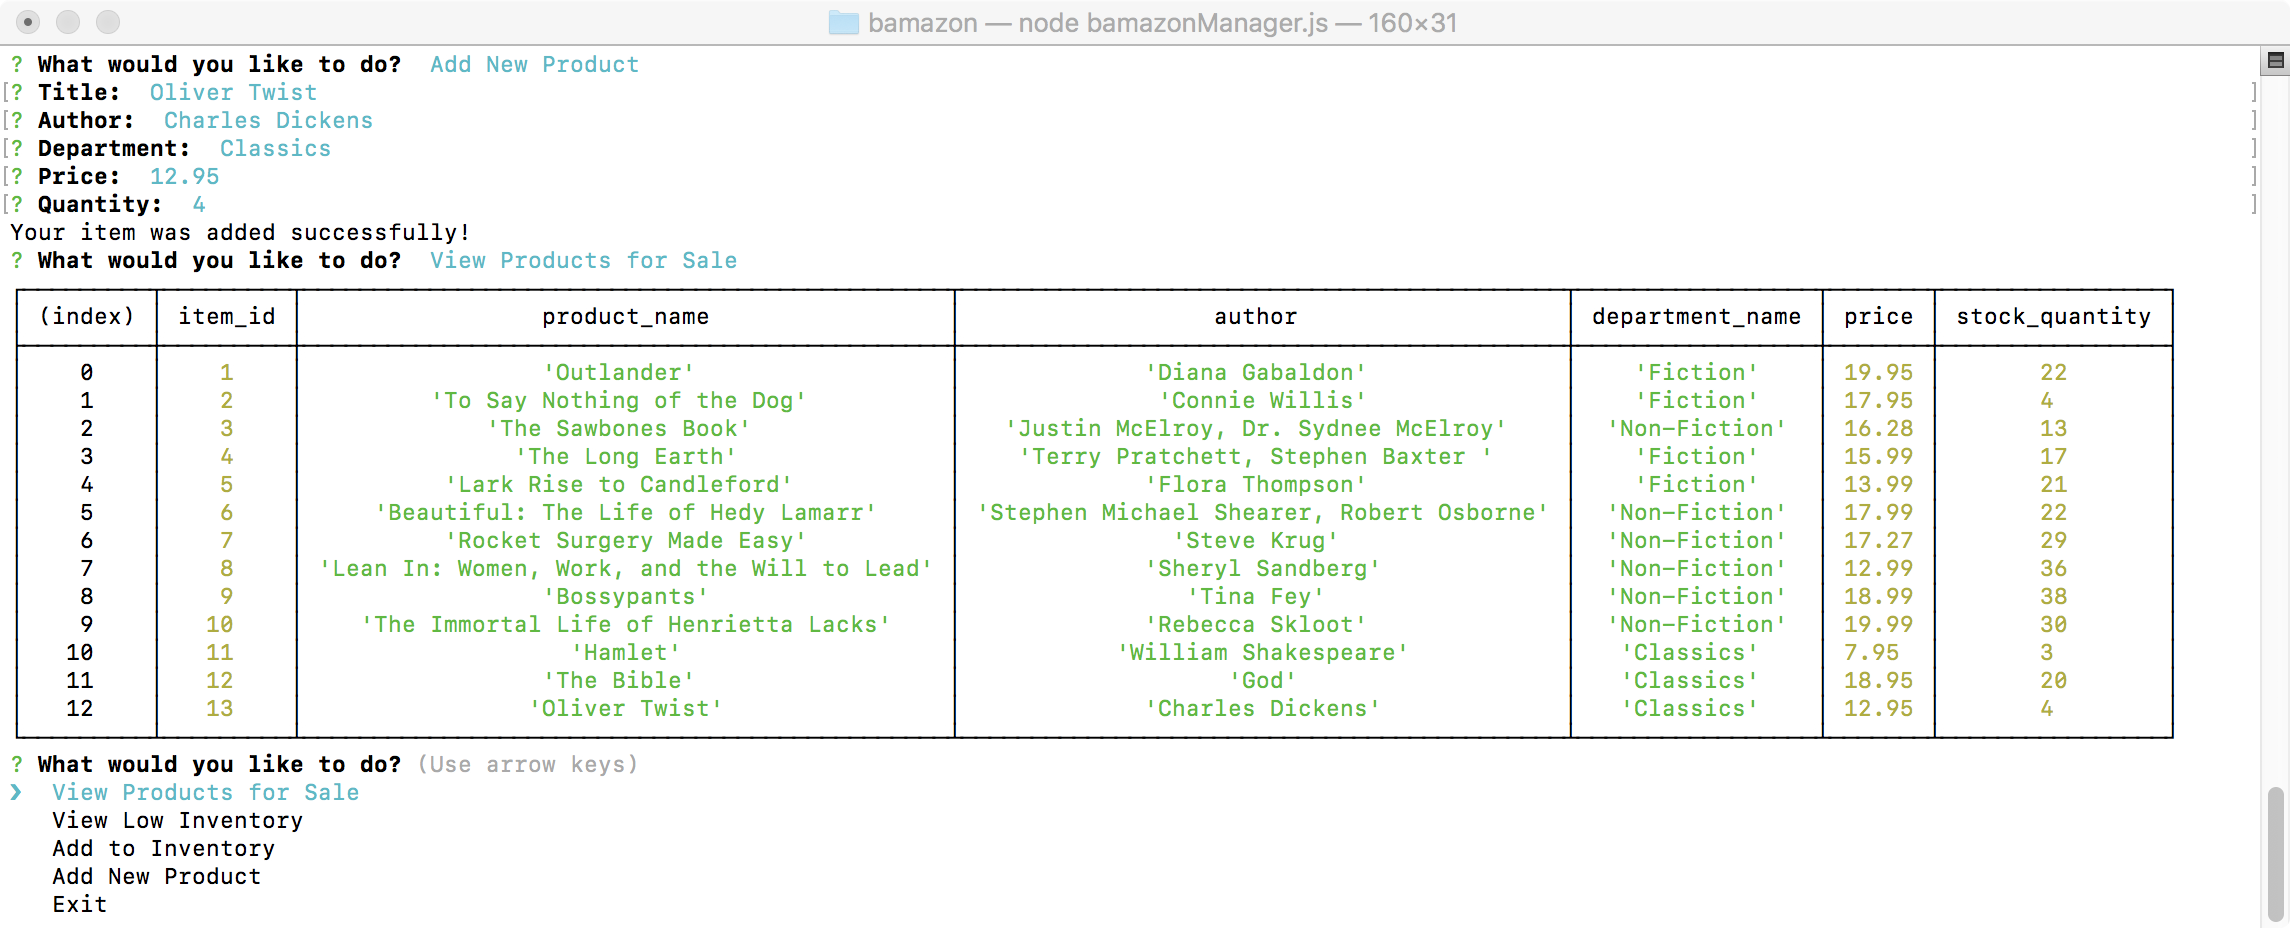 bamazon — node bamazonManager.js — 160×31
? What would you like to do?  Add New Product
[? Title:  Oliver Twist ]
[? Author:  Charles Dickens ]
[? Department:  Classics ]
[? Price:  12.95 ]
[? Quantity:  4 ]
Your item was added successfully!
? What would you like to do?  View Products for Sale
(index) item_id product_name author department_name price stock_quantity
0 1 'Outlander' 'Diana Gabaldon' 'Fiction' 19.95 22
1 2 'To Say Nothing of the Dog' 'Connie Willis' 'Fiction' 17.95 4
2 3 'The Sawbones Book' 'Justin McElroy, Dr. Sydnee McElroy' 'Non-Fiction' 16.28 13
3 4 'The Long Earth' 'Terry Pratchett, Stephen Baxter ' 'Fiction' 15.99 17
4 5 'Lark Rise to Candleford' 'Flora Thompson' 'Fiction' 13.99 21
5 6 'Beautiful: The Life of Hedy Lamarr' 'Stephen Michael Shearer, Robert Osborne' 'Non-Fiction' 17.99 22
6 7 'Rocket Surgery Made Easy' 'Steve Krug' 'Non-Fiction' 17.27 29
7 8 'Lean In: Women, Work, and the Will to Lead' 'Sheryl Sandberg' 'Non-Fiction' 12.99 36
8 9 'Bossypants' 'Tina Fey' 'Non-Fiction' 18.99 38
9 10 'The Immortal Life of Henrietta Lacks' 'Rebecca Skloot' 'Non-Fiction' 19.99 30
10 11 'Hamlet' 'William Shakespeare' 'Classics' 7.95 3
11 12 'The Bible' 'God' 'Classics' 18.95 20
12 13 'Oliver Twist' 'Charles Dickens' 'Classics' 12.95 4
? What would you like to do? (Use arrow keys)
❯ View Products for Sale
View Low Inventory
Add to Inventory
Add New Product
Exit